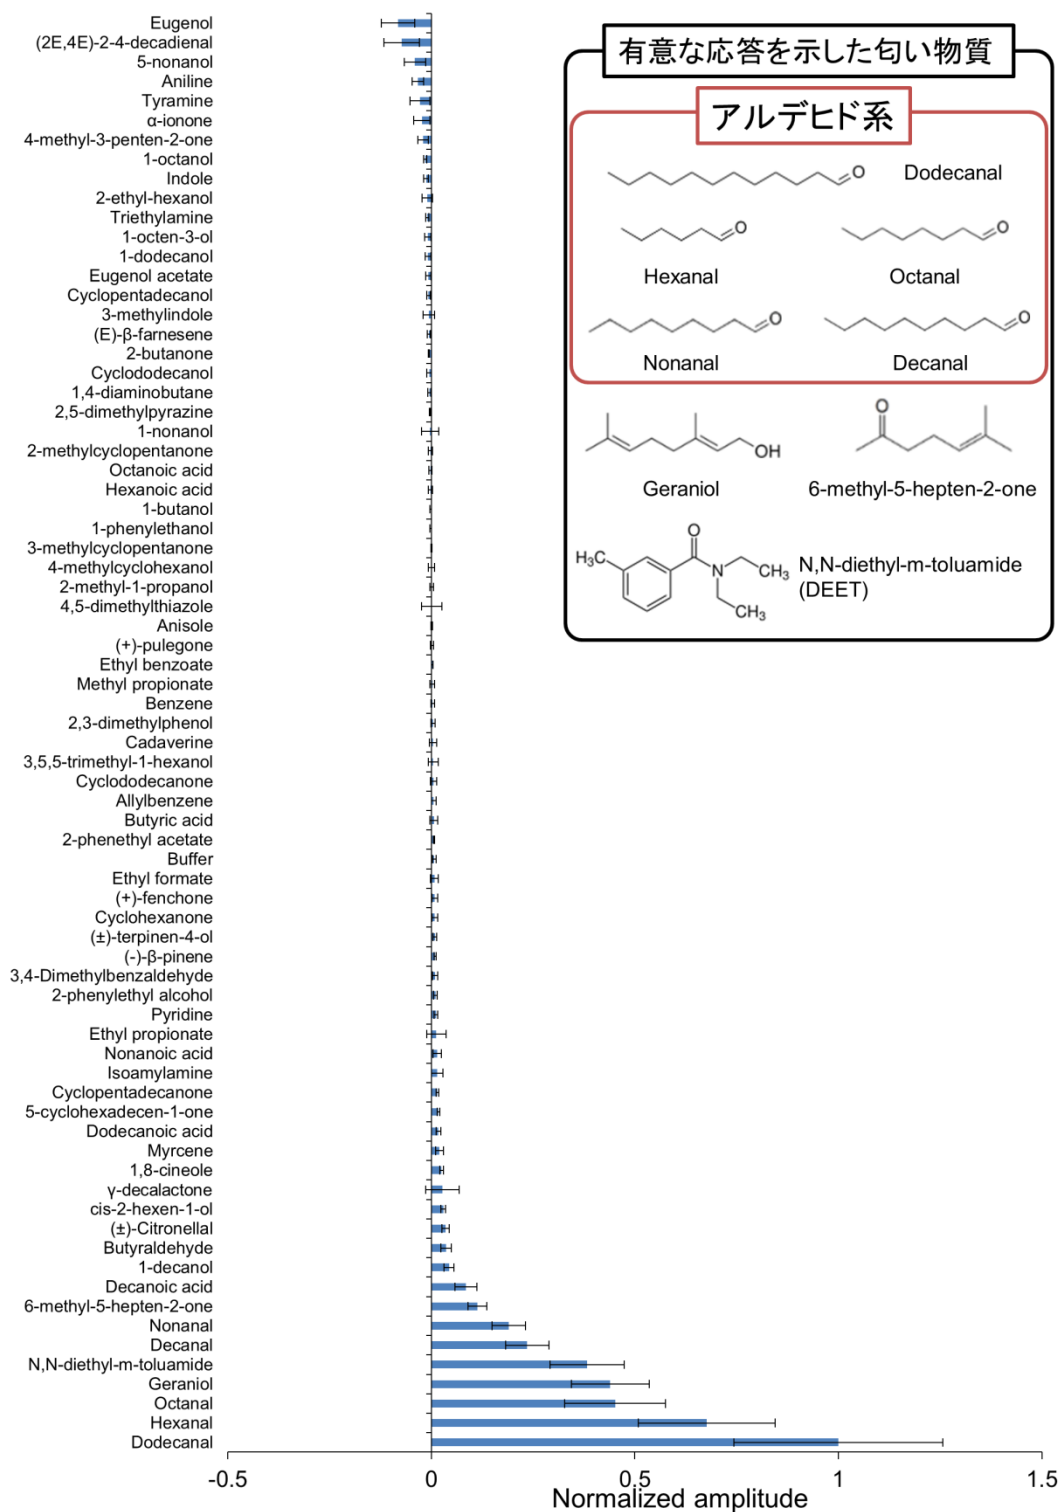 Eugenol
(2E,4E)-2-4-decadienal
5-nonanol
Aniline
Tyramine
α-ionone
4-methyl-3-penten-2-one
1-octanol
Indole
2-ethyl-hexanol
Triethylamine
1-octen-3-ol
1-dodecanol
Eugenol acetate
Cyclopentadecanol
3-methylindole
(E)-β-farnesene
2-butanone
Cyclododecanol
1,4-diaminobutane
2,5-dimethylpyrazine
1-nonanol
2-methylcyclopentanone
Octanoic acid
Hexanoic acid
1-butanol
1-phenylethanol
3-methylcyclopentanone
4-methylcyclohexanol
2-methyl-1-propanol
4,5-dimethylthiazole
Anisole
(+)-pulegone
Ethyl benzoate
Methyl propionate
Benzene
2,3-dimethylphenol
Cadaverine
3,5,5-trimethyl-1-hexanol
Cyclododecanone
Allylbenzene
Butyric acid
2-phenethyl acetate
Buffer
Ethyl formate
(+)-fenchone
Cyclohexanone
(±)-terpinen-4-ol
(-)-β-pinene
3,4-Dimethylbenzaldehyde
2-phenylethyl alcohol
Pyridine
Ethyl propionate
Nonanoic acid
Isoamylamine
Cyclopentadecanone
5-cyclohexadecen-1-one
Dodecanoic acid
Myrcene
1,8-cineole
γ-decalactone
cis-2-hexen-1-ol
(±)-Citronellal
Butyraldehyde
1-decanol
Decanoic acid
6-methyl-5-hepten-2-one
Nonanal
Decanal
N,N-diethyl-m-toluamide
Geraniol
Octanal
Hexanal
Dodecanal
-0.5 0 0.5 1 1.5
Normalized amplitude
有意な応答を示した匂い物質
アルデヒド系
O
Dodecanal
O
O
Hexanal
Octanal
O
O
Nonanal
Decanal
O
OH
Geraniol
6-methyl-5-hepten-2-one
O
H₃C
N
CH₃
CH₃
N,N-diethyl-m-toluamide
(DEET)